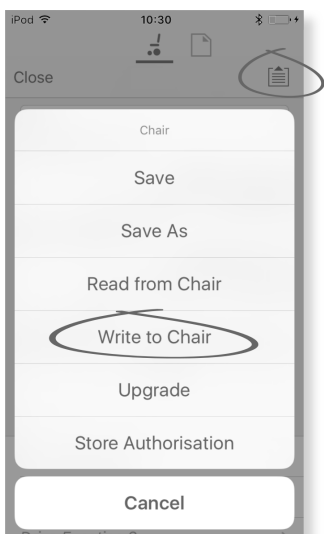 iPod 10:30
Close
Chair
Save
Save As
Read from Chair
Write to Chair
Upgrade
Store Authorisation
Cancel